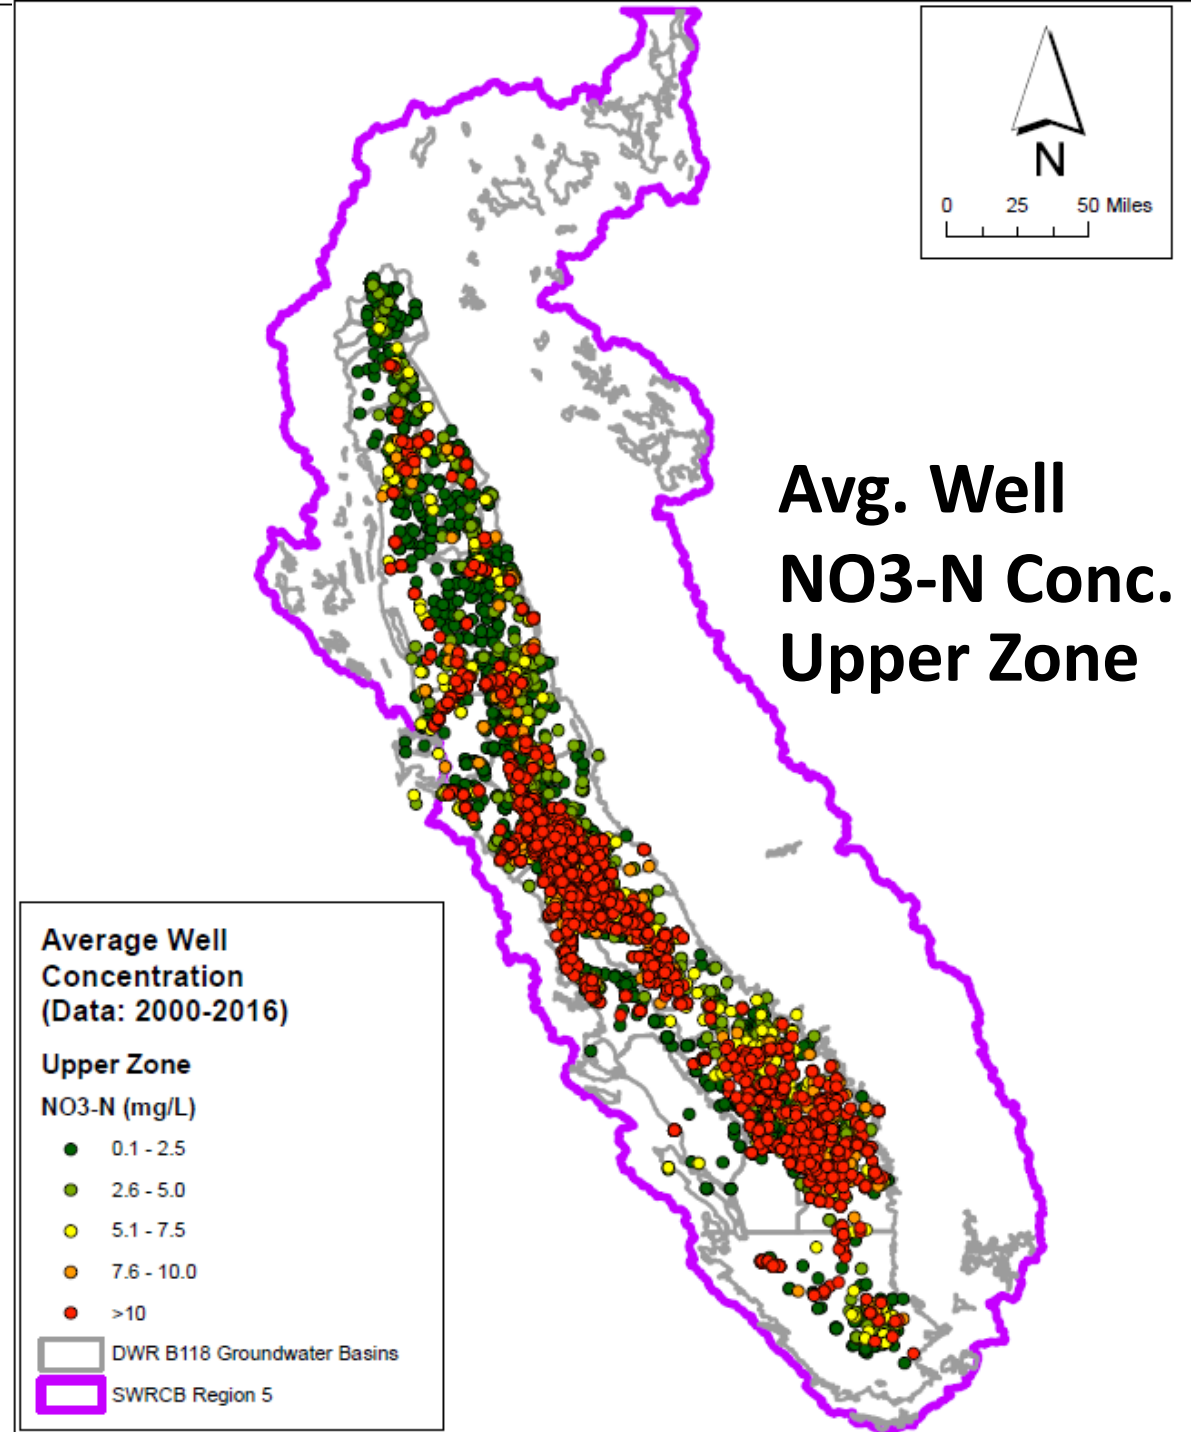 N
0 25 50 Miles
Avg. Well
NO3-N Conc.
Upper Zone
Average Well
Concentration
(Data: 2000-2016)
Upper Zone
NO3-N (mg/L)
0.1 - 2.5
2.6 - 5.0
5.1 - 7.5
7.6 - 10.0
>10
DWR B118 Groundwater Basins
SWRCB Region 5